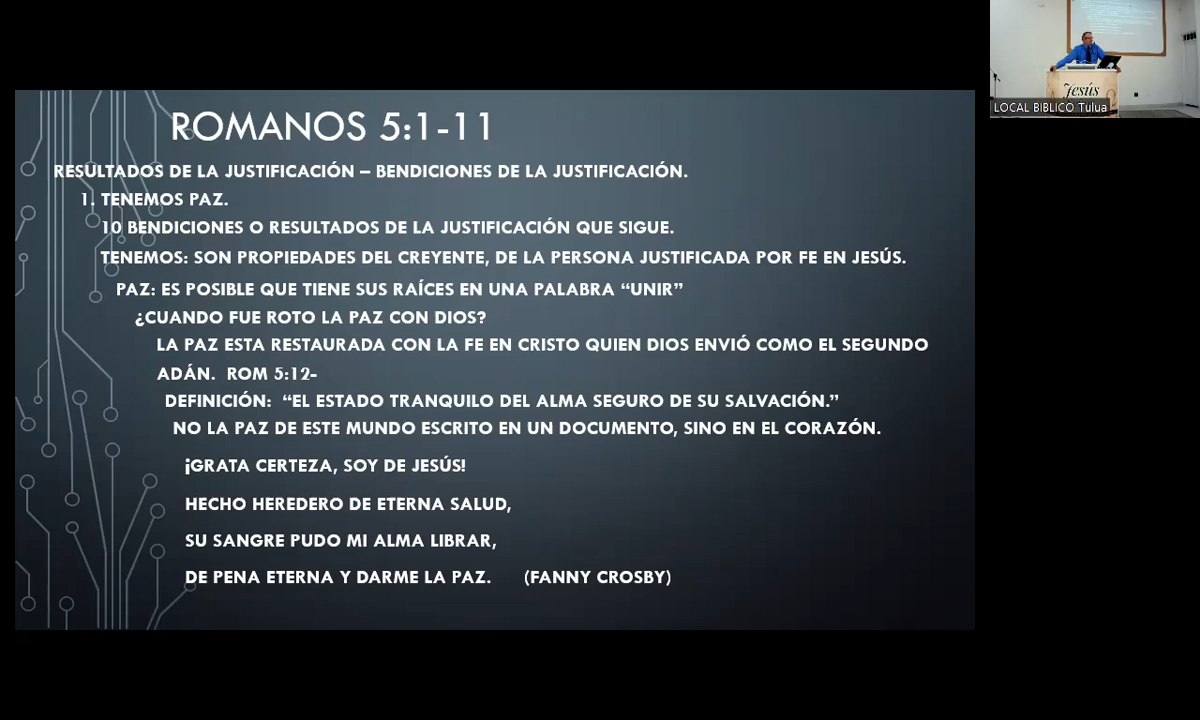 ROMANOS 5:1-11
RESULTADOS DE LA JUSTIFICACIÓN – BENDICIONES DE LA JUSTIFICACIÓN.
1. TENEMOS PAZ.
10 BENDICIONES O RESULTADOS DE LA JUSTIFICACIÓN QUE SIGUE.
TENEMOS: SON PROPIEDADES DEL CREYENTE, DE LA PERSONA JUSTIFICADA POR FE EN JESÚS.
PAZ: ES POSIBLE QUE TIENE SUS RAÍCES EN UNA PALABRA “UNIR”
¿CUANDO FUE ROTO LA PAZ CON DIOS?
LA PAZ ESTA RESTAURADA CON LA FE EN CRISTO QUIEN DIOS ENVIÓ COMO EL SEGUNDO
ADÁN. ROM 5:12-
DEFINICIÓN: “EL ESTADO TRANQUILO DEL ALMA SEGURO DE SU SALVACIÓN.”
NO LA PAZ DE ESTE MUNDO ESCRITO EN UN DOCUMENTO, SINO EN EL CORAZÓN.
¡GRATA CERTEZA, SOY DE JESÚS!
HECHO HEREDERO DE ETERNA SALUD,
SU SANGRE PUDO MI ALMA LIBRAR,
DE PENA ETERNA Y DARME LA PAZ. (FANNY CROSBY)
Jesús
LOCAL BIBLICO Tulua